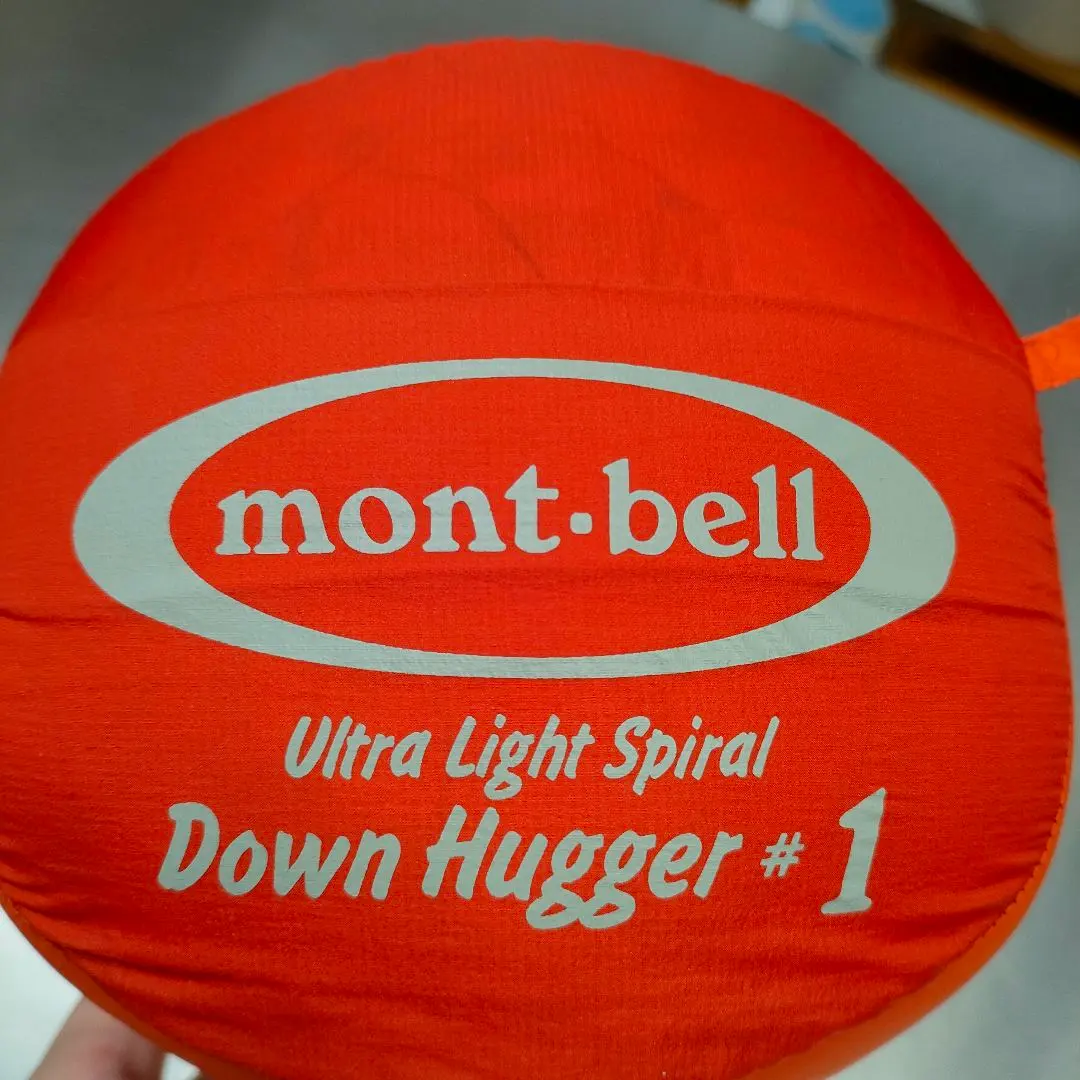 mont·bell
Ultra Light Spiral
Down Hugger # 1